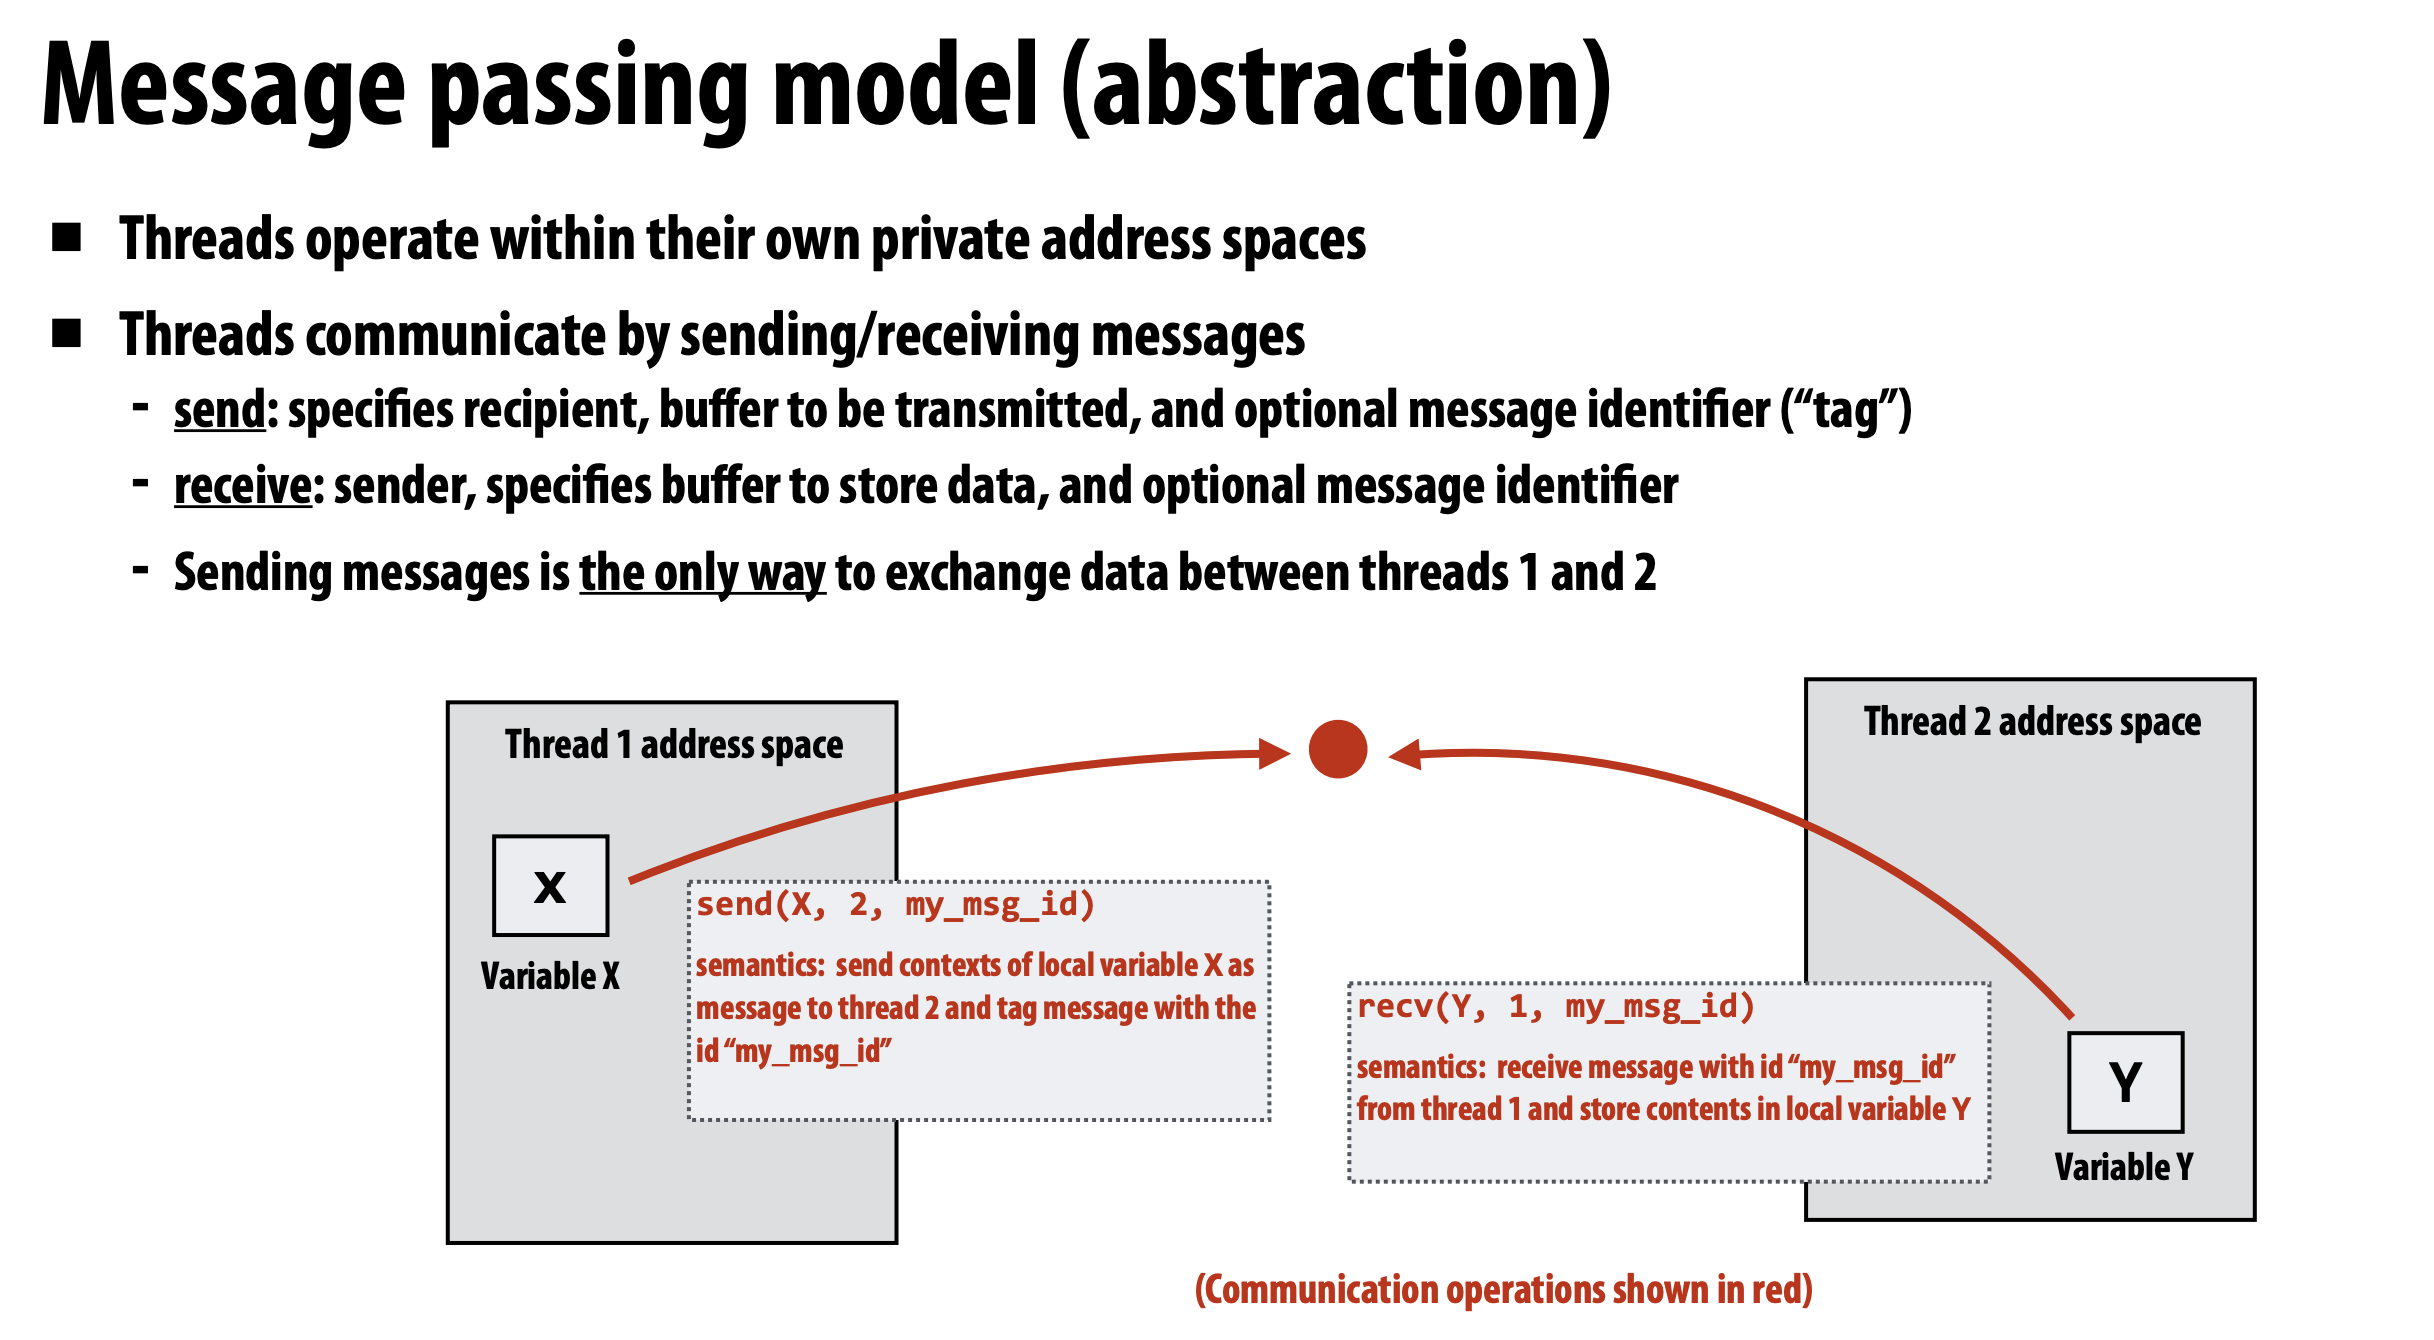 Message passing model (abstraction)
■ Threads operate within their own private address spaces
■ Threads communicate by sending/receiving messages
- send: specifies recipient, buffer to be transmitted, and optional message identifier (“tag”)
- receive: sender, specifies buffer to store data, and optional message identifier
- Sending messages is the only way to exchange data between threads 1 and 2
Thread 1 address space
x
Variable X
send(X, 2, my_msg_id)
semantics: send contexts of local variable X as
message to thread 2 and tag message with the
id “my_msg_id”
Thread 2 address space
recv(Y, 1, my_msg_id)
semantics: receive message with id “my_msg_id”
from thread 1 and store contents in local variable Y
Y
Variable Y
(Communication operations shown in red)